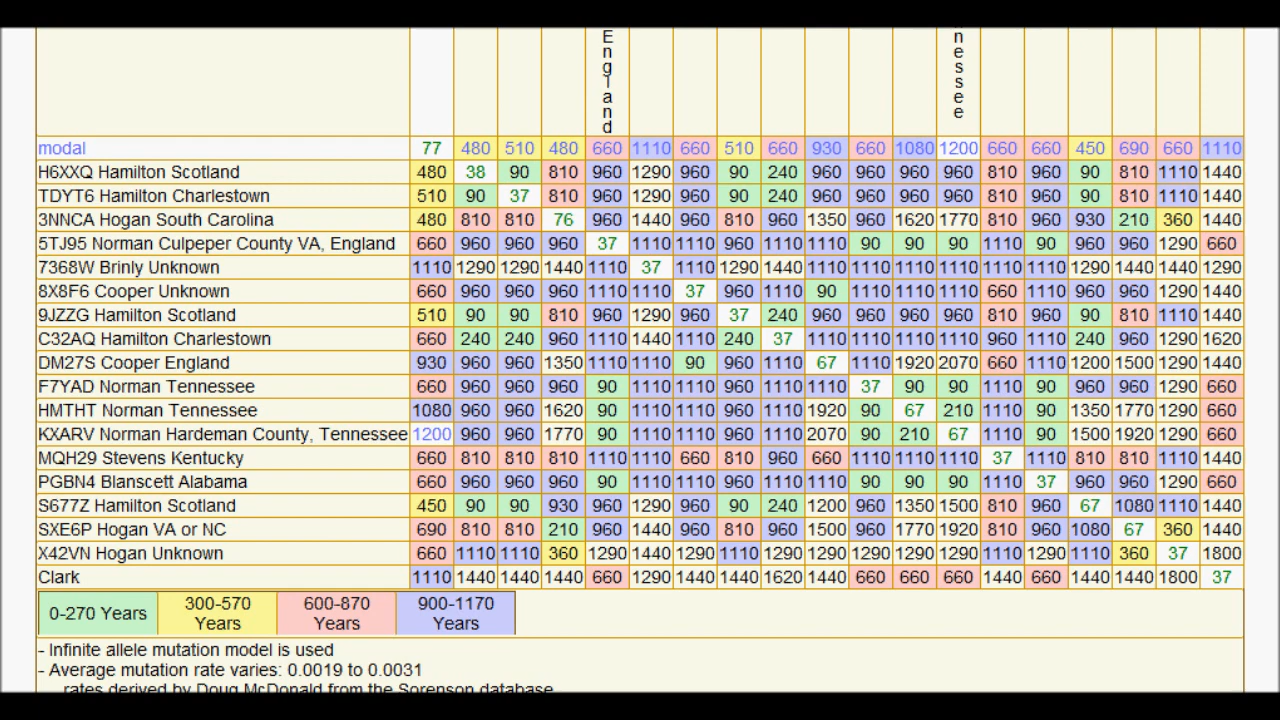 England
nessee
modal 77 480 510 480 660 1110 660 510 660 930 660 1080 1200 660 660 450 690 660 1110
H6XXQ Hamilton Scotland 480 38 90 810 960 1290 960 90 240 960 960 960 960 810 960 90 810 1110 1440
TDYT6 Hamilton Charlestown 510 90 37 810 960 1290 960 90 240 960 960 960 960 810 960 90 810 1110 1440
3NNCA Hogan South Carolina 480 810 810 76 960 1440 960 810 960 1350 960 1620 1770 810 960 930 210 360 1440
5TJ95 Norman Culpeper County VA, England 660 960 960 960 37 1110 1110 960 1110 1110 90 90 90 1110 90 960 960 1290 660
7368W Brinly Unknown 1110 1290 1290 1440 1110 37 1110 1290 1440 1110 1110 1110 1110 1110 1110 1290 1440 1440 1290
8X8F6 Cooper Unknown 660 960 960 960 1110 1110 37 960 1110 90 1110 1110 1110 660 1110 960 960 1290 1440
9JZZG Hamilton Scotland 510 90 90 810 960 1290 960 37 240 960 960 960 960 810 960 90 810 1110 1440
C32AQ Hamilton Charlestown 660 240 240 960 1110 1440 1110 240 37 1110 1110 1110 1110 960 1110 240 960 1290 1620
DM27S Cooper England 930 960 960 1350 1110 1110 90 960 1110 67 1110 1920 2070 660 1110 1200 1500 1290 1440
F7YAD Norman Tennessee 660 960 960 960 90 1110 1110 960 1110 1110 37 90 90 1110 90 960 960 1290 660
HMTHT Norman Tennessee 1080 960 960 1620 90 1110 1110 960 1110 1920 90 67 210 1110 90 1350 1770 1290 660
KXARV Norman Hardeman County, Tennessee 1200 960 960 1770 90 1110 1110 960 1110 2070 90 210 67 1110 90 1500 1920 1290 660
MQH29 Stevens Kentucky 660 810 810 810 1110 1110 660 810 960 660 1110 1110 1110 37 1110 810 810 1110 1440
PGBN4 Blanscett Alabama 660 960 960 960 90 1110 1110 960 1110 1110 90 90 90 1110 37 960 960 1290 660
S677Z Hamilton Scotland 450 90 90 930 960 1290 960 90 240 1200 960 1350 1500 810 960 67 1080 1110 1440
SXE6P Hogan VA or NC 690 810 810 210 960 1440 960 810 960 1500 960 1770 1920 810 960 1080 67 360 1440
X42VN Hogan Unknown 660 1110 1110 360 1290 1440 1290 1110 1290 1290 1290 1290 1290 1110 1290 1110 360 37 1800
Clark 1110 1440 1440 1440 660 1290 1440 1440 1620 1440 660 660 660 1440 660 1440 1440 1800 37
0-270 Years 300-570 Years 600-870 Years 900-1170 Years
- Infinite allele mutation model is used
- Average mutation rate varies: 0.0019 to 0.0031
rates derived by Doug McDonald from the Sorenson database